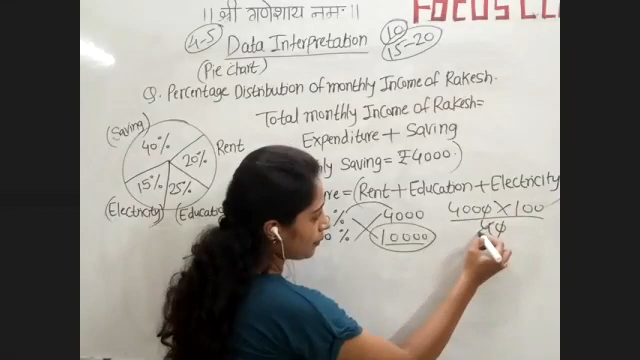 || श्री गणेशाय नमः ||
FOCUS CL
4-5
Data Interpretation
10
15-20
(Pie chart)
Q. Percentage Distribution of monthly Income of Rakesh.
Total monthly Income of Rakesh=
Expenditure + Saving
(Saving)
40%
20%
Rent
15%
25%
(Electricity)
Saving = ₹4000)
= (Rent+Education+Electricity
% 4000
% 10000
4000 × 100
40